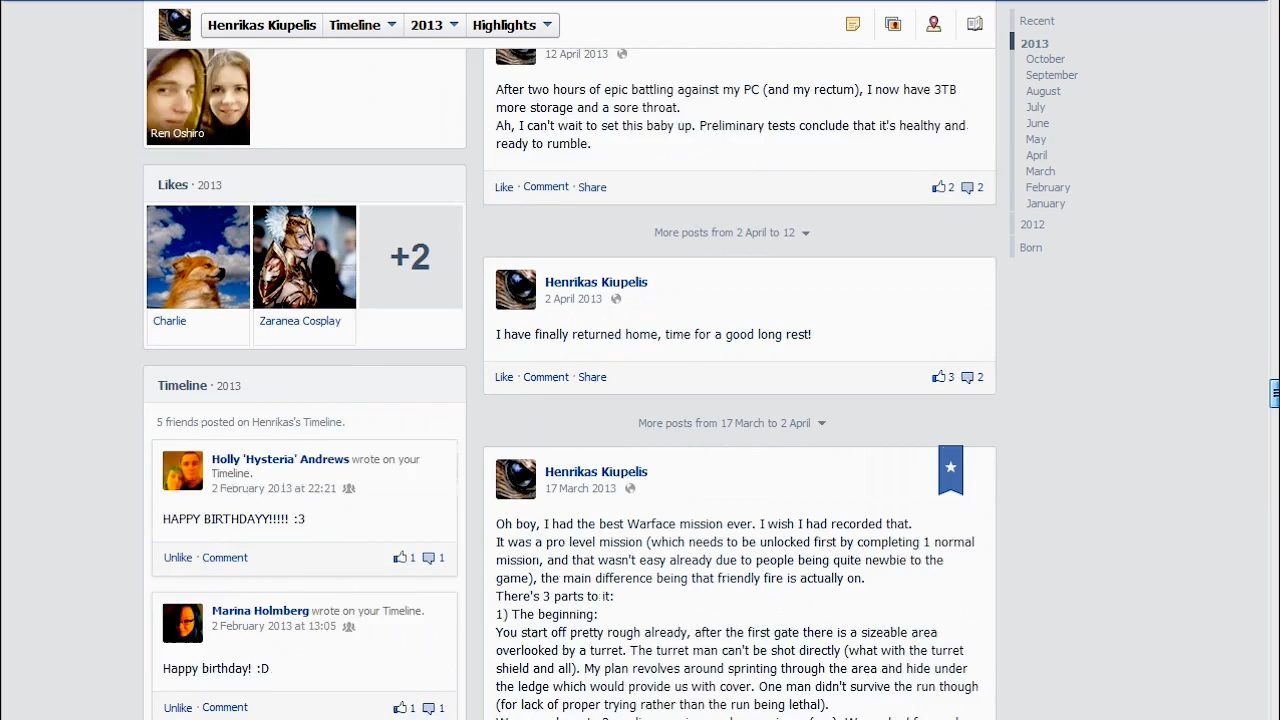 Henrikas Kiupelis Timeline 2013 Highlights
Ren Oshiro
Likes · 2013
+2
Charlie
Zaranea Cosplay
Timeline · 2013
5 friends posted on Henrikas's Timeline.
Holly 'Hysteria' Andrews wrote on your
Timeline.
2 February 2013 at 22:21
HAPPY BIRTHDAYY!!!!! :3
Unlike · Comment 1 1
Marina Holmberg wrote on your Timeline.
2 February 2013 at 13:05
Happy birthday! :D
Unlike · Comment 1 1
12 April 2013
After two hours of epic battling against my PC (and my rectum), I now have 3TB
more storage and a sore throat.
Ah, I can't wait to set this baby up. Preliminary tests conclude that it's healthy and
ready to rumble.
Like · Comment · Share 2 2
More posts from 2 April to 12
Henrikas Kiupelis
2 April 2013
I have finally returned home, time for a good long rest!
Like · Comment · Share 3 2
More posts from 17 March to 2 April
Henrikas Kiupelis
17 March 2013
Oh boy, I had the best Warface mission ever. I wish I had recorded that.
It was a pro level mission (which needs to be unlocked first by completing 1 normal
mission, and that wasn't easy already due to people being quite newbie to the
game), the main difference being that friendly fire is actually on.
There's 3 parts to it:
1) The beginning:
You start off pretty rough already, after the first gate there is a sizeable area
overlooked by a turret. The turret man can't be shot directly (what with the turret
shield and all). My plan revolves around sprinting through the area and hide under
the ledge which would provide us with cover. One man didn't survive the run though
(for lack of proper trying rather than the run being lethal).
Recent
2013
October
September
August
July
June
May
April
March
February
January
2012
Born